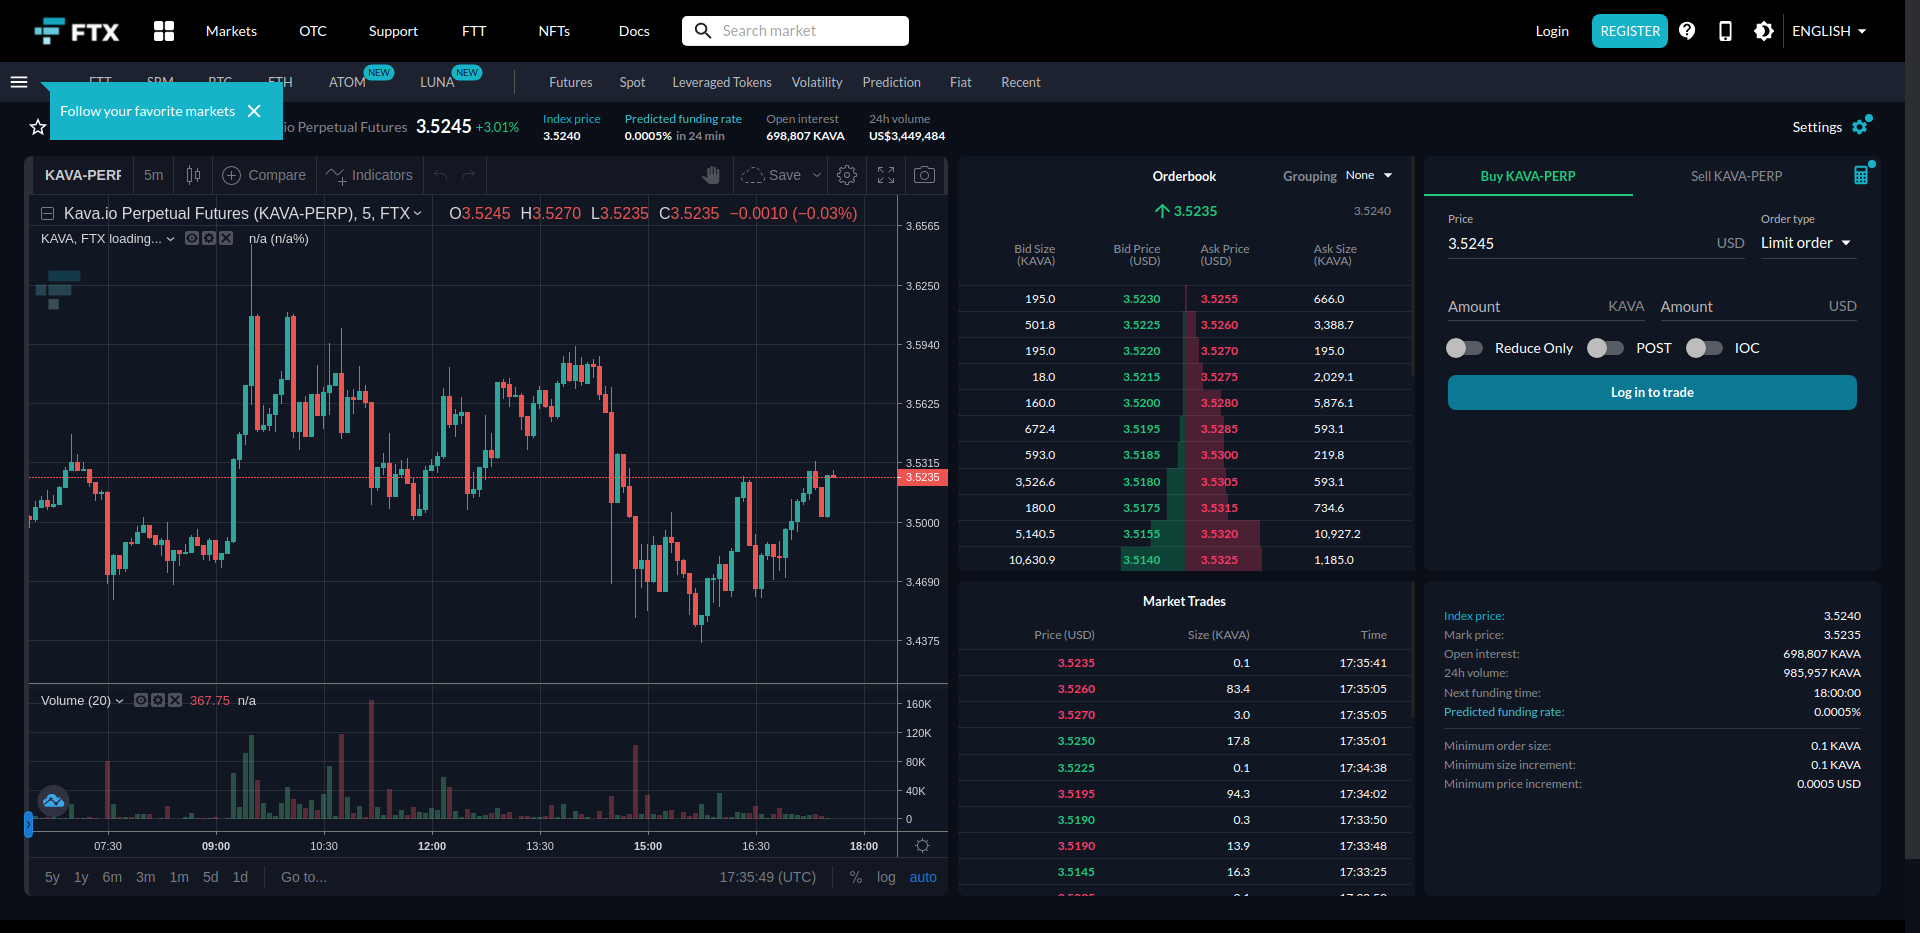 FTX
Markets
OTC
Support
FTT
NFTs
Docs
Search market
Login
REGISTER
ENGLISH
ATOM
NEW
LUNA
NEW
Futures
Spot
Leveraged Tokens
Volatility
Prediction
Fiat
Recent
Follow your favorite markets
io Perpetual Futures
3.5245
+3.01%
Index price
3.5240
Predicted funding rate
0.0005% in 24 min
Open interest
698,807 KAVA
24h volume
US$3,449,484
Settings
KAVA-PERP
5m
Compare
Indicators
Save
Kava.io Perpetual Futures (KAVA-PERP), 5, FTX
O3.5245 H3.5270 L3.5235 C3.5235 −0.0010 (−0.03%)
KAVA, FTX loading...
n/a (n/a%)
3.6565
3.6250
3.5940
3.5625
3.5315
3.5235
3.5000
3.4690
3.4375
Volume (20)
367.75 n/a
160K
120K
80K
40K
0
07:30 09:00 10:30 12:00 13:30 15:00 16:30 18:00
5y 1y 6m 3m 1m 5d 1d
Go to...
17:35:49 (UTC)
%
log
auto
Orderbook
Grouping None
3.5235
3.5240
Bid Size (KAVA)
Bid Price (USD)
Ask Price (USD)
Ask Size (KAVA)
195.0 3.5230 3.5255 666.0
501.8 3.5225 3.5260 3,388.7
195.0 3.5220 3.5270 195.0
18.0 3.5215 3.5275 2,029.1
160.0 3.5200 3.5280 5,876.1
672.4 3.5195 3.5285 593.1
593.0 3.5185 3.5300 219.8
3,526.6 3.5180 3.5305 593.1
180.0 3.5175 3.5315 734.6
5,140.5 3.5155 3.5320 10,927.2
10,630.9 3.5140 3.5325 1,185.0
Market Trades
Price (USD) Size (KAVA) Time
3.5235 0.1 17:35:41
3.5260 83.4 17:35:05
3.5270 3.0 17:35:05
3.5250 17.8 17:35:01
3.5225 0.1 17:34:38
3.5195 94.3 17:34:02
3.5190 0.3 17:33:50
3.5190 13.9 17:33:48
3.5145 16.3 17:33:25
Buy KAVA-PERP
Sell KAVA-PERP
Price
3.5245 USD
Order type
Limit order
Amount KAVA
Amount USD
Reduce Only
POST
IOC
Log in to trade
Index price: 3.5240
Mark price: 3.5235
Open interest: 698,807 KAVA
24h volume: 985,957 KAVA
Next funding time: 18:00:00
Predicted funding rate: 0.0005%
Minimum order size: 0.1 KAVA
Minimum size increment: 0.1 KAVA
Minimum price increment: 0.0005 USD